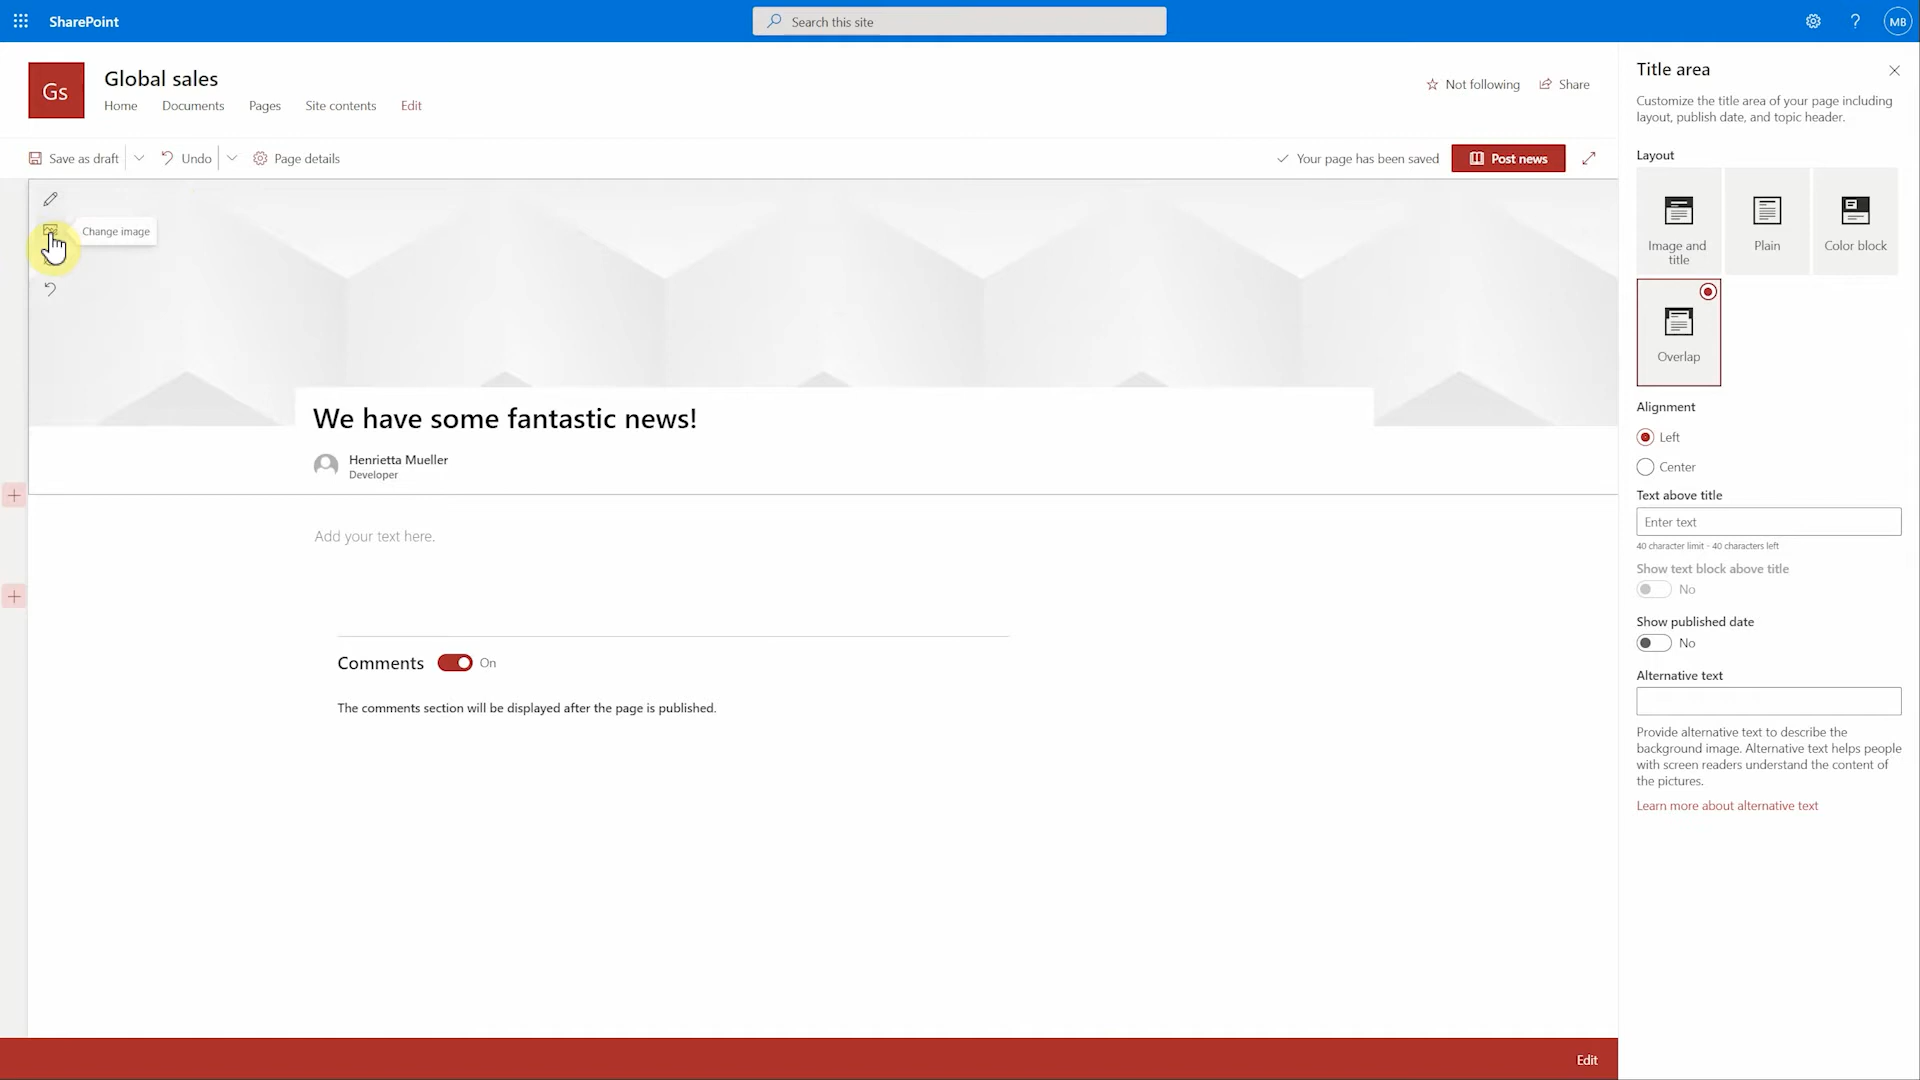 SharePoint
Search this site
MB
Gs
Global sales
Home Documents Pages Site contents Edit
Not following Share
Save as draft Undo Page details
Your page has been saved Post news
Change image
We have some fantastic news!
Henrietta Mueller
Developer
Add your text here.
Comments On
The comments section will be displayed after the page is published.
Edit
Title area
Customize the title area of your page including
layout, publish date, and topic header.
Layout
Image and
title
Plain
Color block
Overlap
Alignment
Left
Center
Text above title
Enter text
40 character limit - 40 characters left
Show text block above title
No
Show published date
No
Alternative text
Provide alternative text to describe the
background image. Alternative text helps people
with screen readers understand the content of
the pictures.
Learn more about alternative text